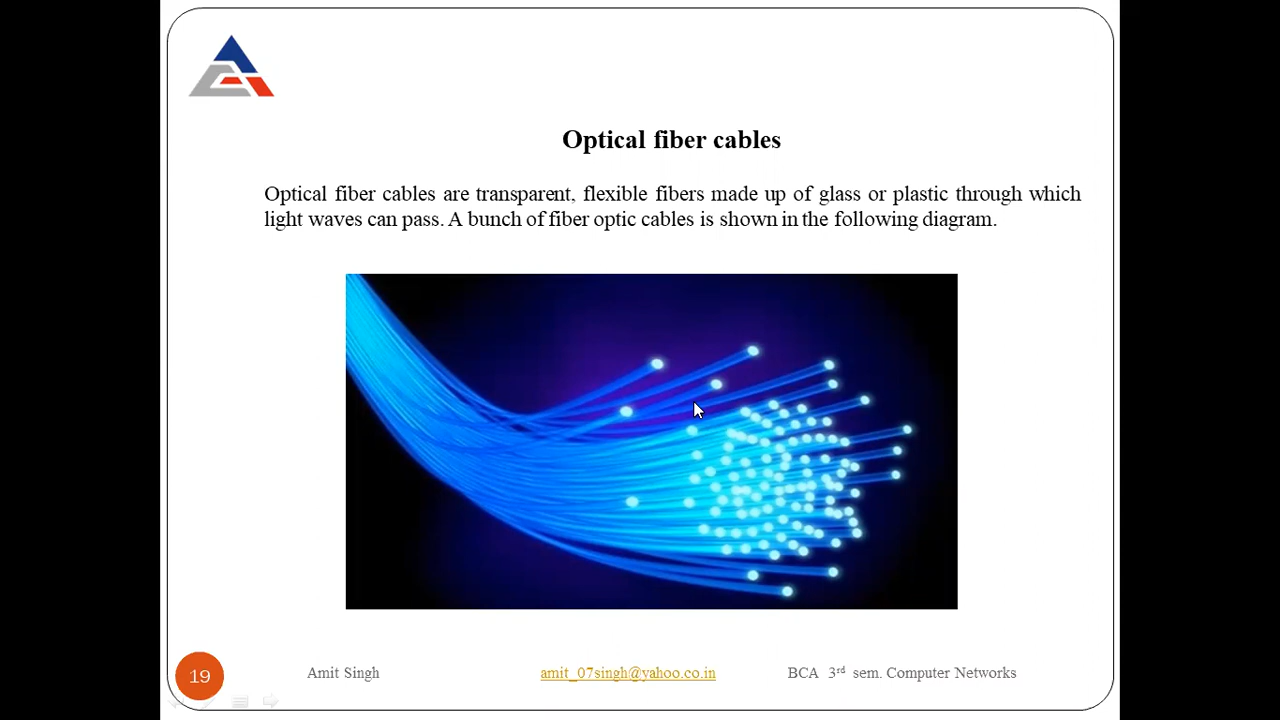 Optical fiber cables
Optical fiber cables are transparent, flexible fibers made up of glass or plastic through which
light waves can pass. A bunch of fiber optic cables is shown in the following diagram.
19
Amit Singh
amit_07singh@yahoo.co.in
BCA 3rd sem. Computer Networks